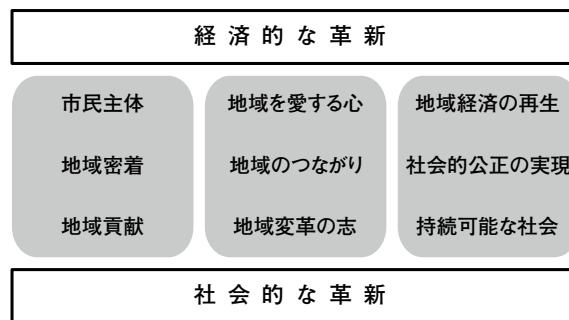 経済的な革新
市民主体
地域密着
地域貢献
地域を愛する心
地域のつながり
地域変革の志
地域経済の再生
社会的公正の実現
持続可能な社会
社会的な革新